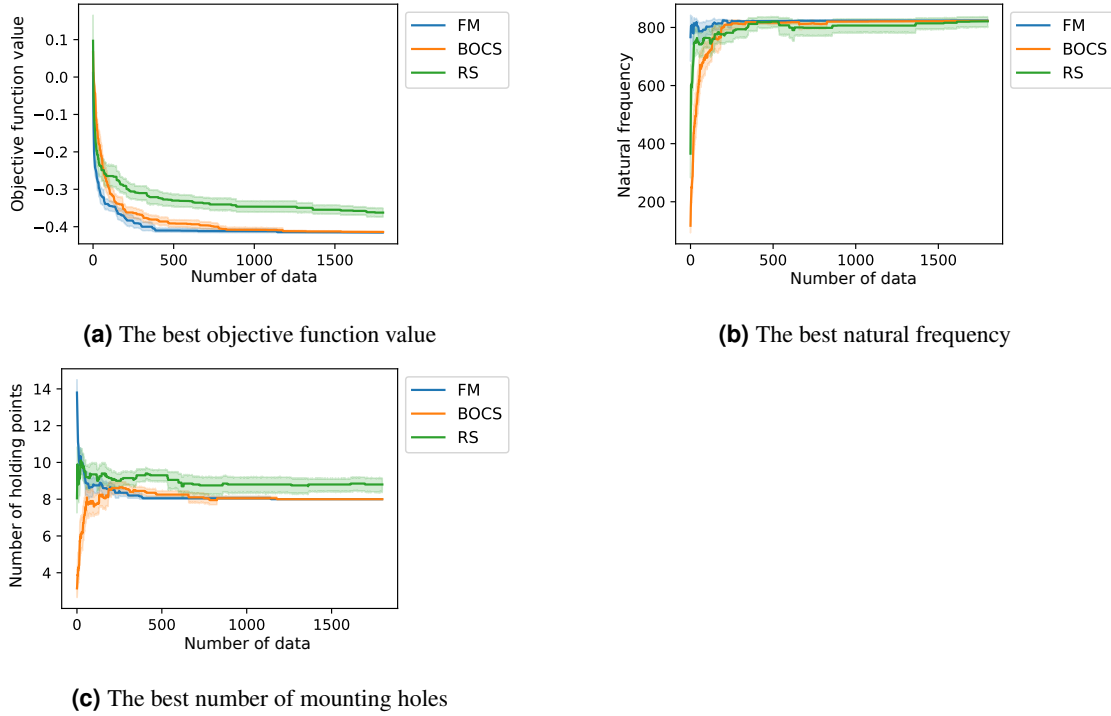 Objective function value
0.1
0.0
−0.1
−0.2
−0.3
−0.4
0
500
1000
1500
Number of data
FM
BOCS
RS
(a) The best objective function value
Natural frequency
800
600
400
200
0
500
1000
1500
Number of data
FM
BOCS
RS
(b) The best natural frequency
Number of holding points
14
12
10
8
6
4
0
500
1000
1500
Number of data
FM
BOCS
RS
(c) The best number of mounting holes